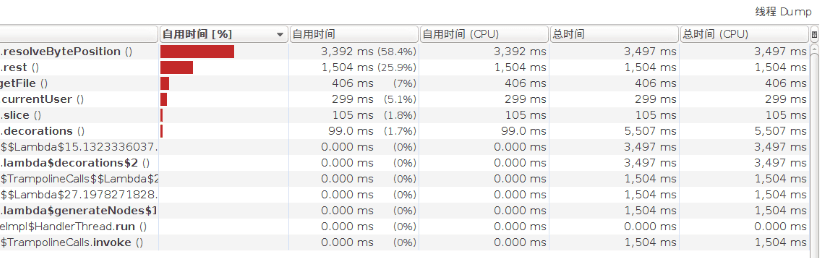 线程 Dump
自用时间 [%] 自用时间 自用时间 (CPU) 总时间 总时间 (CPU)
.resolveBytePosition () 3,392 ms (58.4%) 3,392 ms 3,497 ms 3,497 ms
.rest () 1,504 ms (25.9%) 1,504 ms 1,504 ms 1,504 ms
getFile () 406 ms (7%) 406 ms 406 ms 406 ms
currentUser () 299 ms (5.1%) 299 ms 299 ms 299 ms
.slice () 105 ms (1.8%) 105 ms 105 ms 105 ms
.decorations () 99.0 ms (1.7%) 99.0 ms 5,507 ms 5,507 ms
$$Lambda$15.1323336037. 0.000 ms (0%) 0.000 ms 3,497 ms 3,497 ms
.lambda$decorations$2 () 0.000 ms (0%) 0.000 ms 3,497 ms 3,497 ms
$TrampolineCalls$$Lambda$2 0.000 ms (0%) 0.000 ms 1,504 ms 1,504 ms
$$Lambda$27.1978271828. 0.000 ms (0%) 0.000 ms 1,504 ms 1,504 ms
.lambda$generateNodes$1 0.000 ms (0%) 0.000 ms 1,504 ms 1,504 ms
eImpl$HandlerThread.run () 0.000 ms (0%) 0.000 ms 0.000 ms 0.000 ms
$TrampolineCalls.invoke () 0.000 ms (0%) 0.000 ms 1,504 ms 1,504 ms